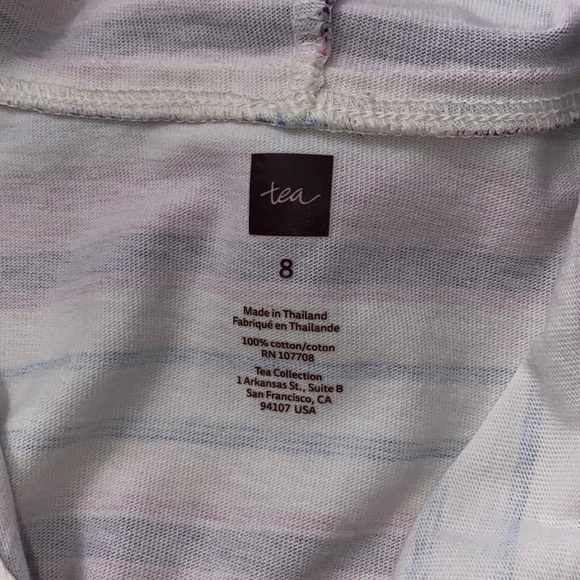 tea
8
Made in Thailand
Fabriqué en Thailande
100% cotton/coton
RN 107708
Tea Collection
1 Arkansas St., Suite B
San Francisco, CA
94107 USA